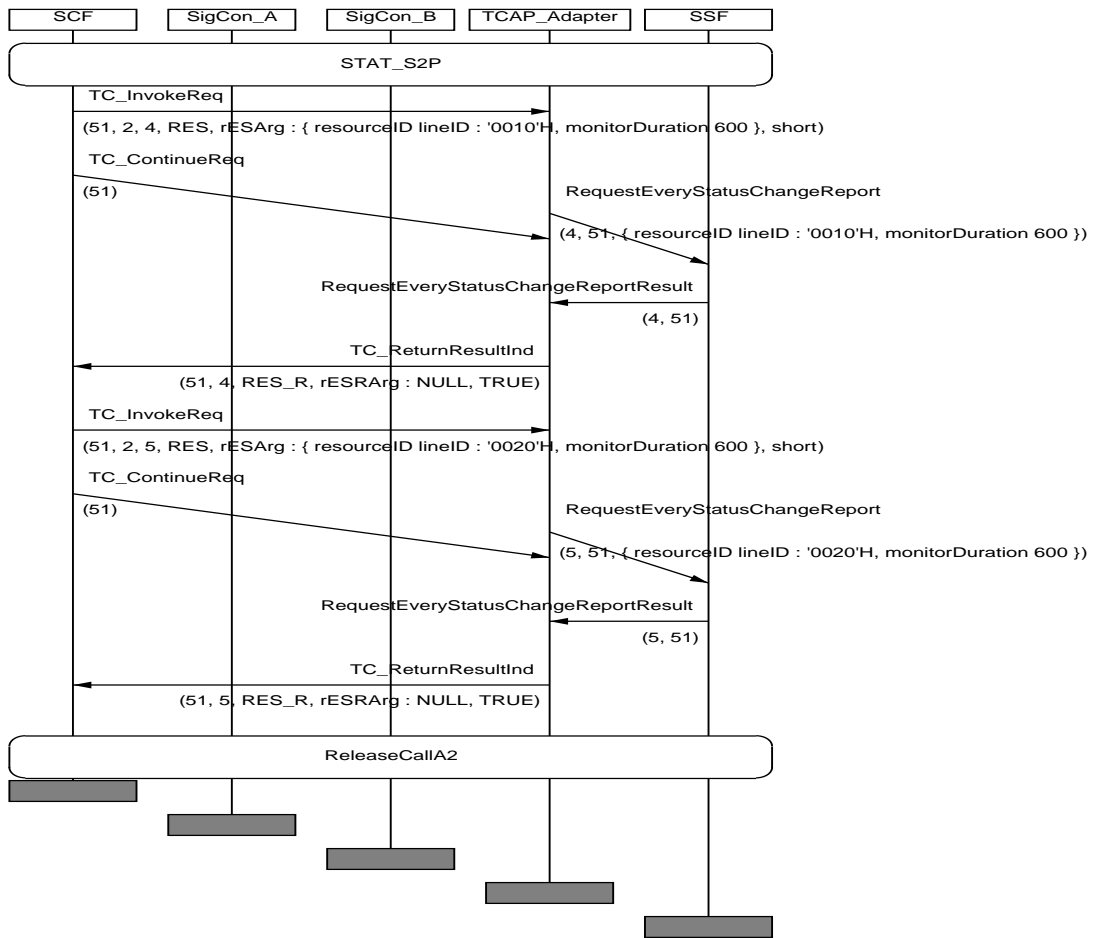 SCF SigCon_A SigCon_B TCAP_Adapter SSF
STAT_S2P
TC_InvokeReq
(51, 2, 4, RES, rESArg : { resourceID lineID : '0010'H, monitorDuration 600 }, short)
TC_ContinueReq
(51)
RequestEveryStatusChangeReport
(4, 51, { resourceID lineID : '0010'H, monitorDuration 600 })
RequestEveryStatusChangeReportResult
(4, 51)
TC_ReturnResultInd
(51, 4, RES_R, rESRArg : NULL, TRUE)
TC_InvokeReq
(51, 2, 5, RES, rESArg : { resourceID lineID : '0020'H, monitorDuration 600 }, short)
TC_ContinueReq
(51)
RequestEveryStatusChangeReport
(5, 51, { resourceID lineID : '0020'H, monitorDuration 600 })
RequestEveryStatusChangeReportResult
(5, 51)
TC_ReturnResultInd
(51, 5, RES_R, rESRArg : NULL, TRUE)
ReleaseCallA2